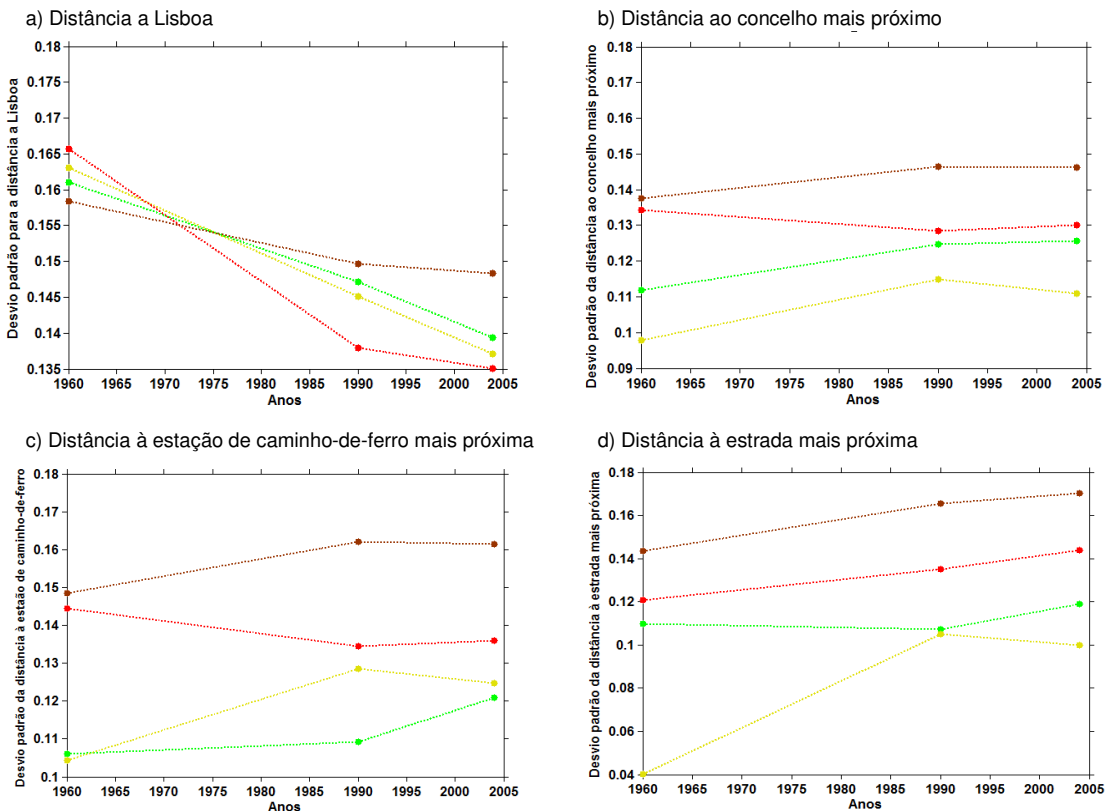 a) Distância a Lisboa
0.18
0.175
0.17
0.165
0.16
0.155
0.15
0.145
0.14
0.135
Desvio padrão para a distância a Lisboa
1960 1965 1970 1975 1980 1985 1990 1995 2000 2005
Anos
b) Distância ao concelho mais próximo
0.18
0.17
0.16
0.15
0.14
0.13
0.12
0.11
0.1
0.09
Desvio padrão da distância ao concelho mais próximo
1960 1965 1970 1975 1980 1985 1990 1995 2000 2005
Anos
c) Distância à estação de caminho-de-ferro mais próxima
0.18
0.17
0.16
0.15
0.14
0.13
0.12
0.11
0.1
Desvio padrão da distância à estaão de caminho-de-ferro
1960 1965 1970 1975 1980 1985 1990 1995 2000 2005
Anos
d) Distância à estrada mais próxima
0.18
0.16
0.14
0.12
0.1
0.08
0.06
0.04
Desvio padrão da distância à estrada mais próxima
1960 1965 1970 1975 1980 1985 1990 1995 2000 2005
Anos